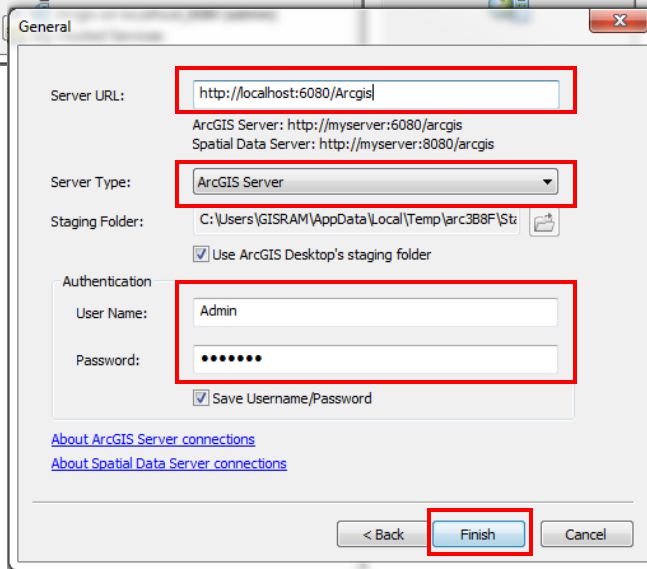 General
Server URL: http://localhost:6080/Arcgis
ArcGIS Server: http://myserver:6080/arcgis
Spatial Data Server: http://myserver:8080/arcgis
Server Type: ArcGIS Server
Staging Folder: C:\Users\GISRAM\AppData\Local\Temp\arc3B8F\Sta
Use ArcGIS Desktop's staging folder
Authentication
User Name: Admin
Password: •••••••
Save Username/Password
About ArcGIS Server connections
About Spatial Data Server connections
< Back Finish Cancel